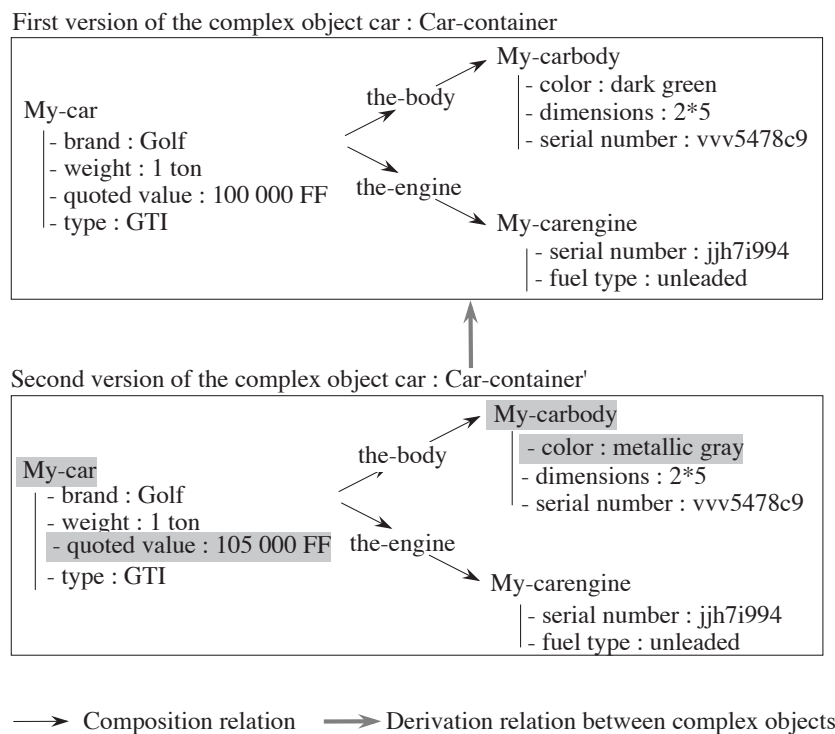 First version of the complex object car : Car-container
My-car
- brand : Golf
- weight : 1 ton
- quoted value : 100 000 FF
- type : GTI
the-body
the-engine
My-carbody
- color : dark green
- dimensions : 2*5
- serial number : vvv5478c9
My-carengine
- serial number : jjh7i994
- fuel type : unleaded
Second version of the complex object car : Car-container'
My-car
- brand : Golf
- weight : 1 ton
- quoted value : 105 000 FF
- type : GTI
the-body
the-engine
My-carbody
- color : metallic gray
- dimensions : 2*5
- serial number : vvv5478c9
My-carengine
- serial number : jjh7i994
- fuel type : unleaded
Composition relation
Derivation relation between complex objects